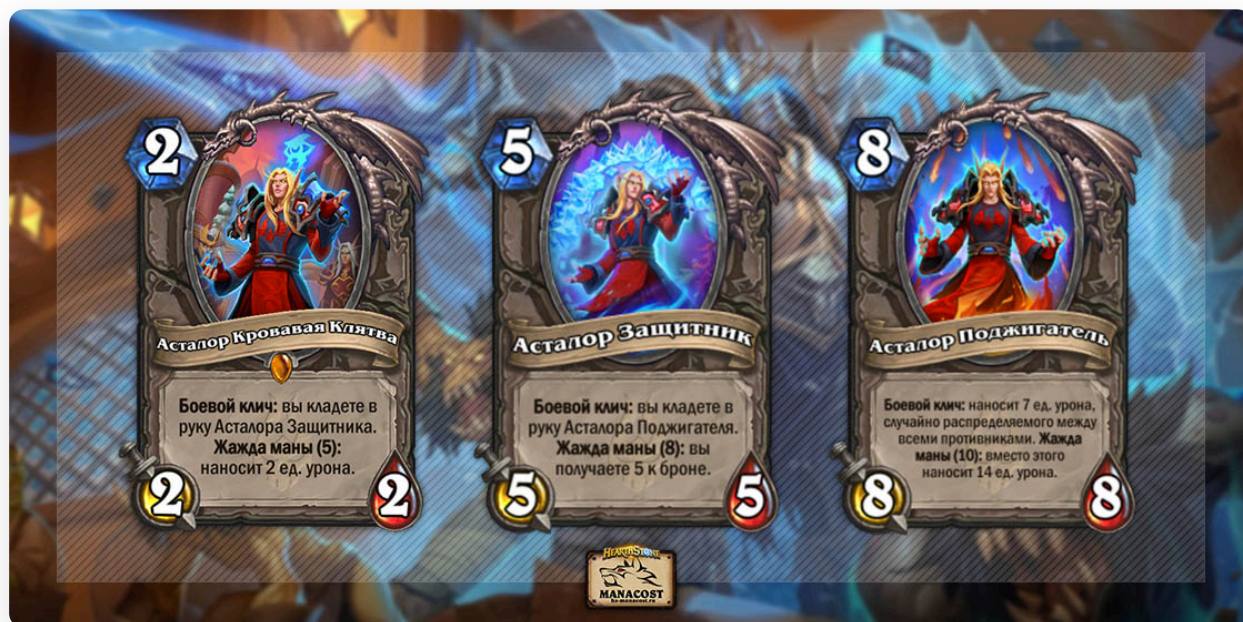 2
Асталор Кровавая Клятва
Боевой клич: вы кладете в
руку Асталора Защитника.
Жажда маны (5):
наносит 2 ед. урона.
2
2
5
Асталор Защитник
Боевой клич: вы кладете в
руку Асталора Поджигателя.
Жажда маны (8): вы
получаете 5 к броне.
5
5
8
Асталор Поджигатель
Боевой клич: наносит 7 ед. урона,
случайно распределяемого между
всеми противниками. Жажда
маны (10): вместо этого
наносит 14 ед. урона.
8
8
HEARTHSTONE
MANACOST
hs-manacost.ru